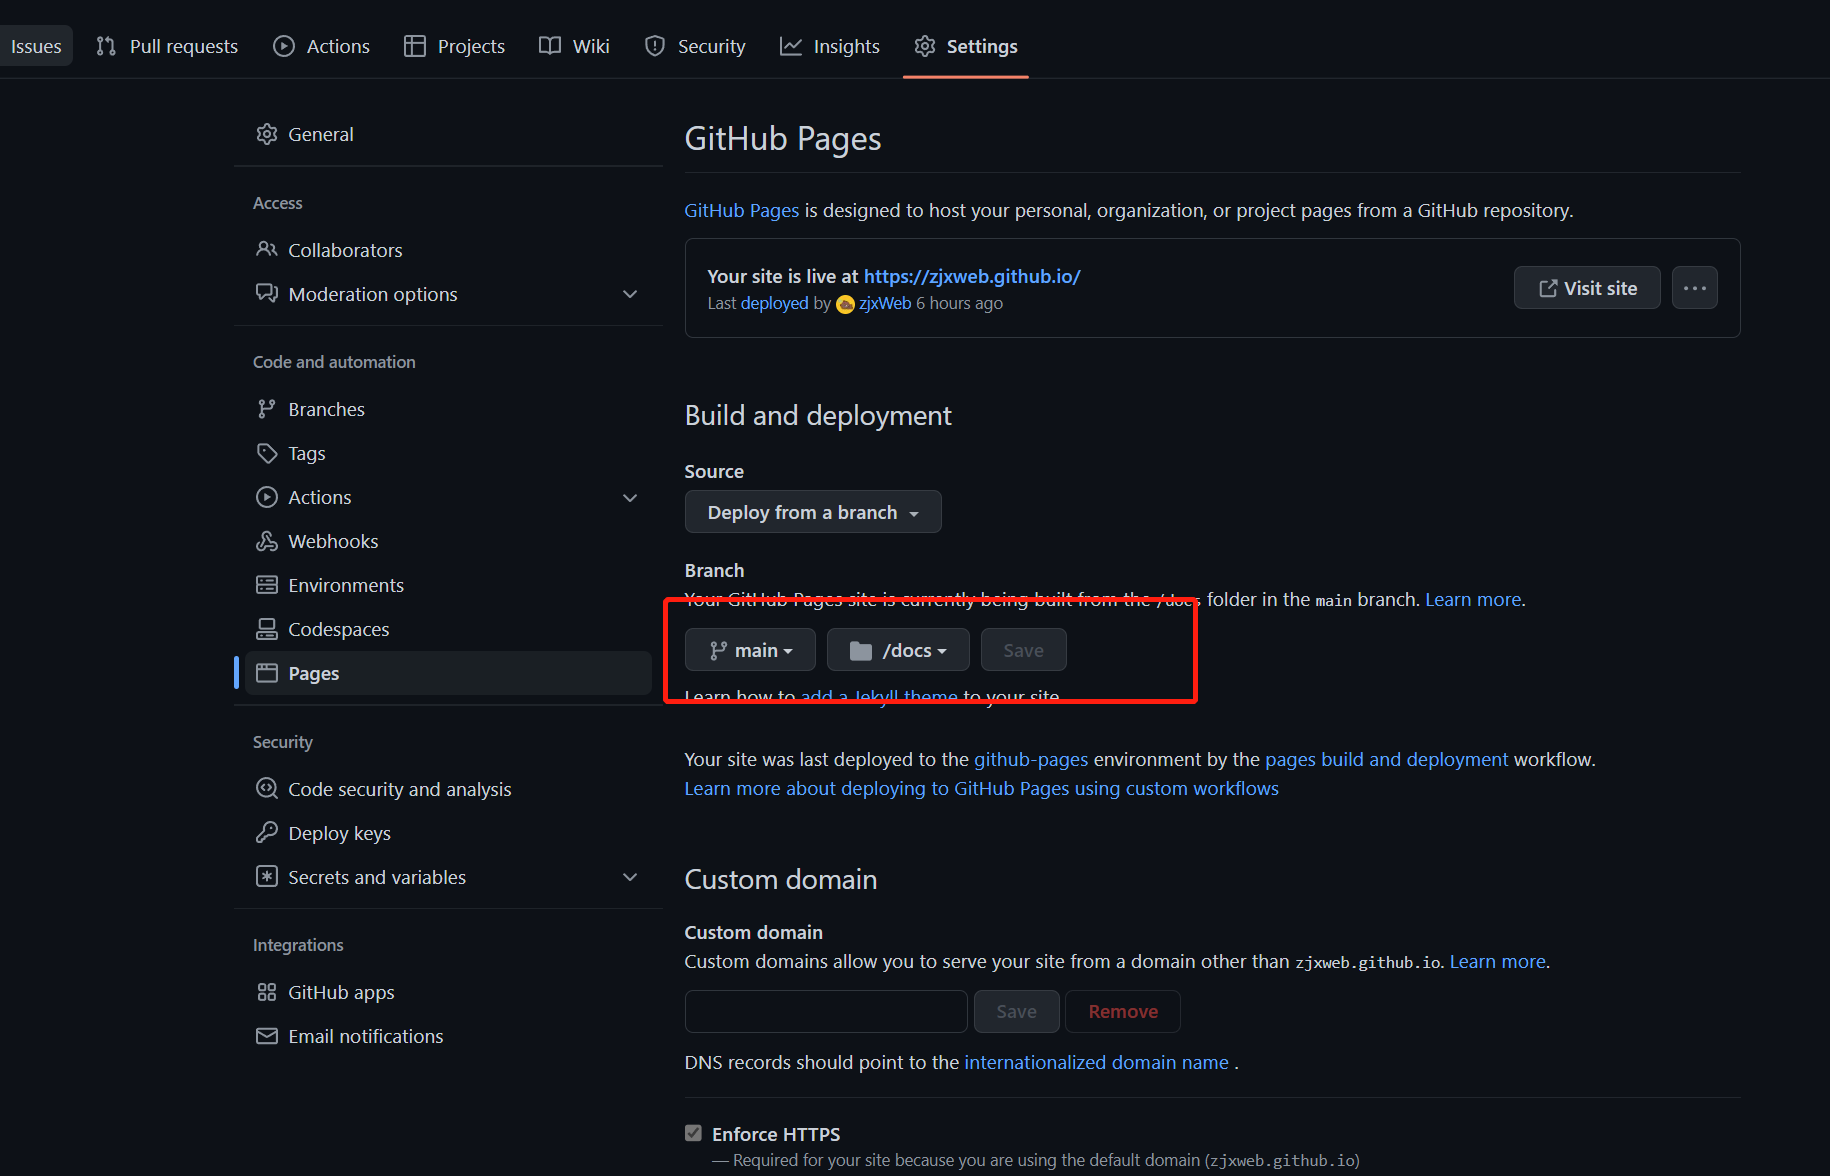 Issues Pull requests Actions Projects Wiki Security Insights Settings
General
Access
Collaborators
Moderation options
Code and automation
Branches
Tags
Actions
Webhooks
Environments
Codespaces
Pages
Security
Code security and analysis
Deploy keys
Secrets and variables
Integrations
GitHub apps
Email notifications
GitHub Pages
GitHub Pages is designed to host your personal, organization, or project pages from a GitHub repository.
Your site is live at https://zjxweb.github.io/
Last deployed by zjxWeb 6 hours ago
Visit site
Build and deployment
Source
Deploy from a branch
Branch
Your GitHub Pages site is currently being built from the /docs folder in the main branch. Learn more.
main /docs Save
Learn how to add a Jekyll theme to your site
Your site was last deployed to the github-pages environment by the pages build and deployment workflow.
Learn more about deploying to GitHub Pages using custom workflows
Custom domain
Custom domain
Custom domains allow you to serve your site from a domain other than zjxweb.github.io. Learn more.
Save Remove
DNS records should point to the internationalized domain name .
Enforce HTTPS
— Required for your site because you are using the default domain (zjxweb.github.io)